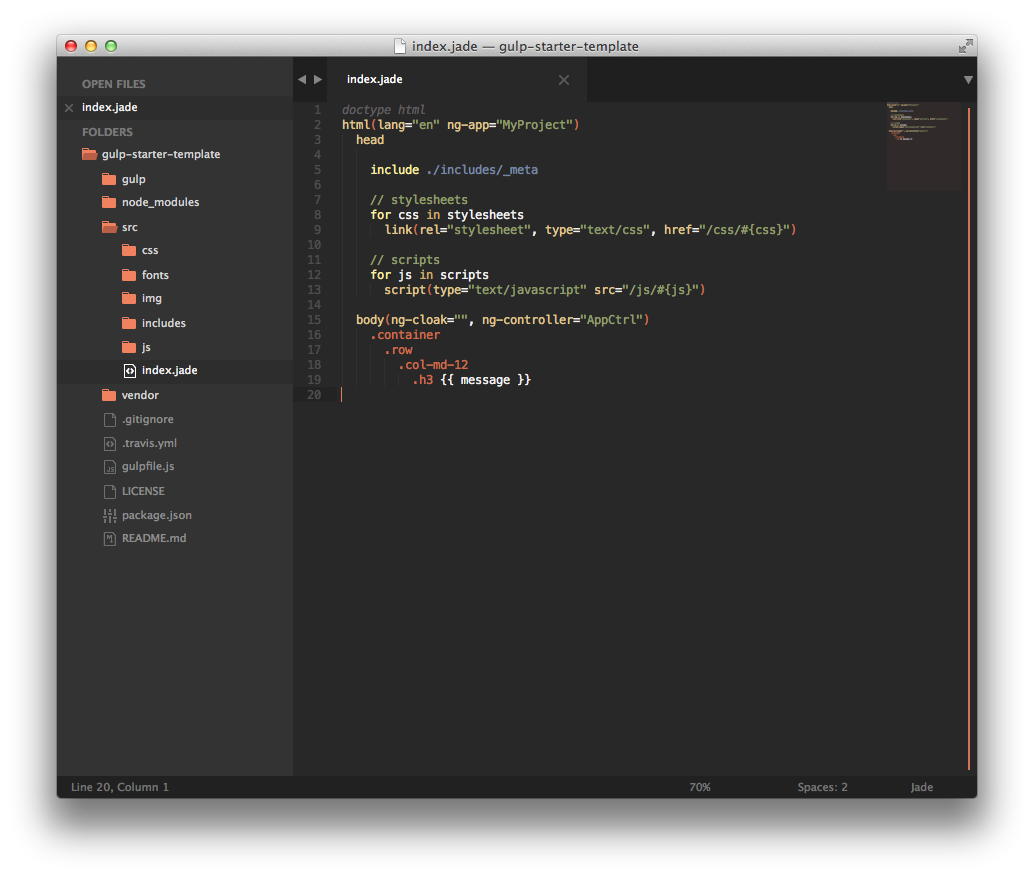 index.jade — gulp-starter-template
OPEN FILES
index.jade
FOLDERS
gulp-starter-template
gulp
node_modules
src
css
fonts
img
includes
js
index.jade
vendor
.gitignore
.travis.yml
gulpfile.js
LICENSE
package.json
README.md
index.jade
1 doctype html
2 html(lang="en" ng-app="MyProject")
3 head
4
5 include ./includes/_meta
6
7 // stylesheets
8 for css in stylesheets
9 link(rel="stylesheet", type="text/css", href="/css/#{css}")
10
11 // scripts
12 for js in scripts
13 script(type="text/javascript" src="/js/#{js}")
14
15 body(ng-cloak="", ng-controller="AppCtrl")
16 .container
17 .row
18 .col-md-12
19 .h3 {{ message }}
20
Line 20, Column 1 70% Spaces: 2 Jade